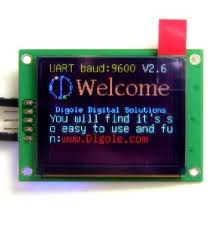 UART baud:9600 V2.6
Welcome
Digole Digital Solutions
You will find it's s
o easy to use and fu
n:www.Digole.com